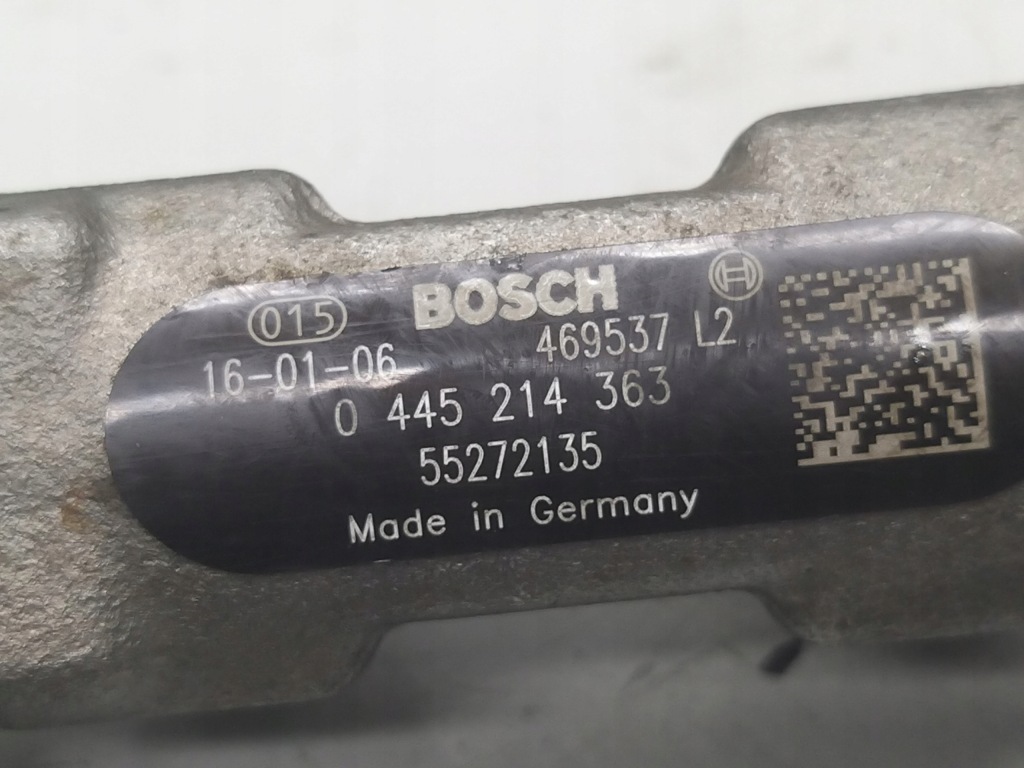 015 BOSCH
16-01-06 469537 L2
0 445 214 363
55272135
Made in Germany